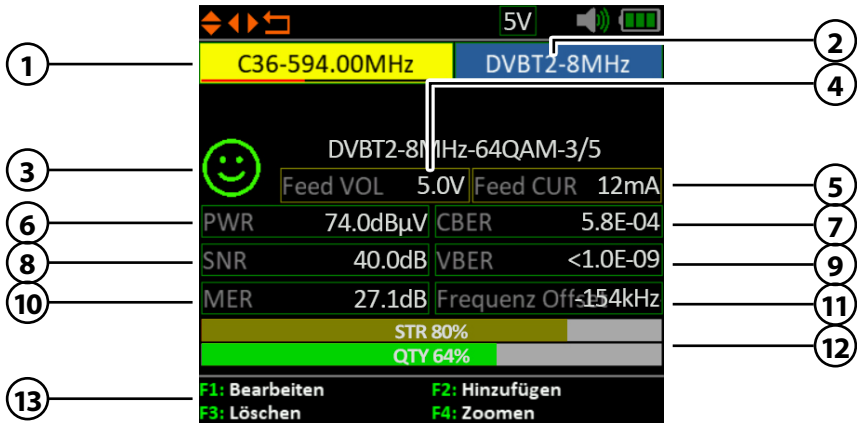 5V
2
1
C36-594.00MHz
DVBT2-8MHz
4
DVBT2-8MHz-64QAM-3/5
3
Feed VOL 5.0V
Feed CUR 12mA
5
6
PWR 74.0dBµV
CBER 5.8E-04
7
8
SNR 40.0dB
VBER <1.0E-09
9
10
MER 27.1dB
Frequenz Offset -154kHz
11
STR 80%
12
QTY 64%
F1: Bearbeiten
F2: Hinzufügen
13
F3: Löschen
F4: Zoomen